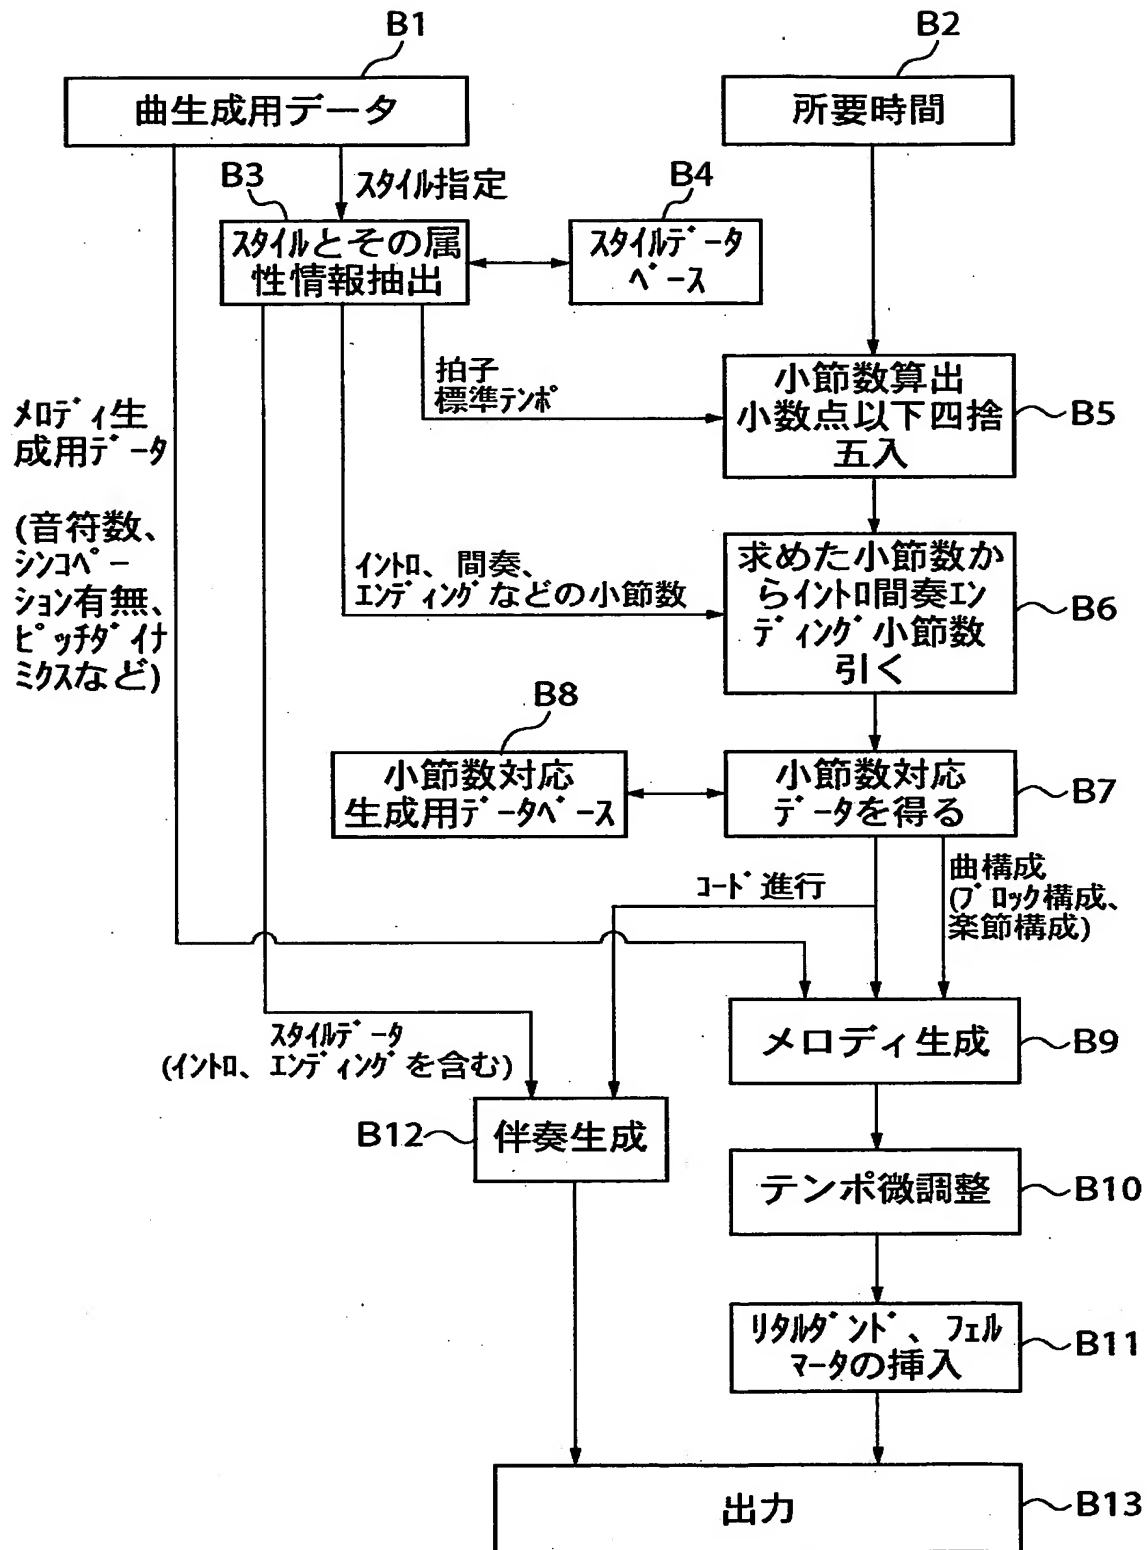 B1
曲生成用データ
B2
所要時間
スタイル指定
B3
スタイルとその属
性情報抽出
B4
スタイルデータ
ベース
拍子
標準テンポ
小節数算出
小数点以下四捨
五入
B5
メロディ生
成用データ
(音符数、
シンコペー
ション有無、
ピッチダイナ
ミクスなど)
イントロ、間奏、
エンディングなどの小節数
求めた小節数か
らイントロ間奏エン
ディング小節数
引く
B6
B8
小節数対応
生成用データベース
小節数対応
データを得る
B7
コード進行
曲構成
(ブロック構成、
楽節構成)
スタイルデータ
(イントロ、エンディングを含む)
メロディ生成
B9
B12
伴奏生成
テンポ微調整
B10
リタルダンド、フェル
マータの挿入
B11
出力
B13